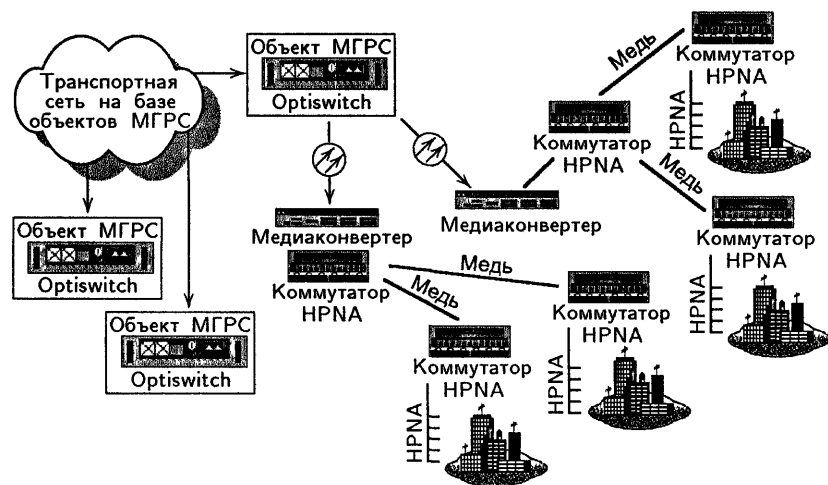 Транспортная
сеть на базе
объектов МГРС
Объект МГРС
Optiswitch
Объект МГРС
Optiswitch
Объект МГРС
Optiswitch
Медиаконвертер
Коммутатор
HPNA
Медь
Медь
Коммутатор
HPNA
HPNA
Коммутатор
HPNA
HPNA
Медиаконвертер
Коммутатор
HPNA
Медь
Медь
Коммутатор
HPNA
HPNA
Коммутатор
HPNA
HPNA